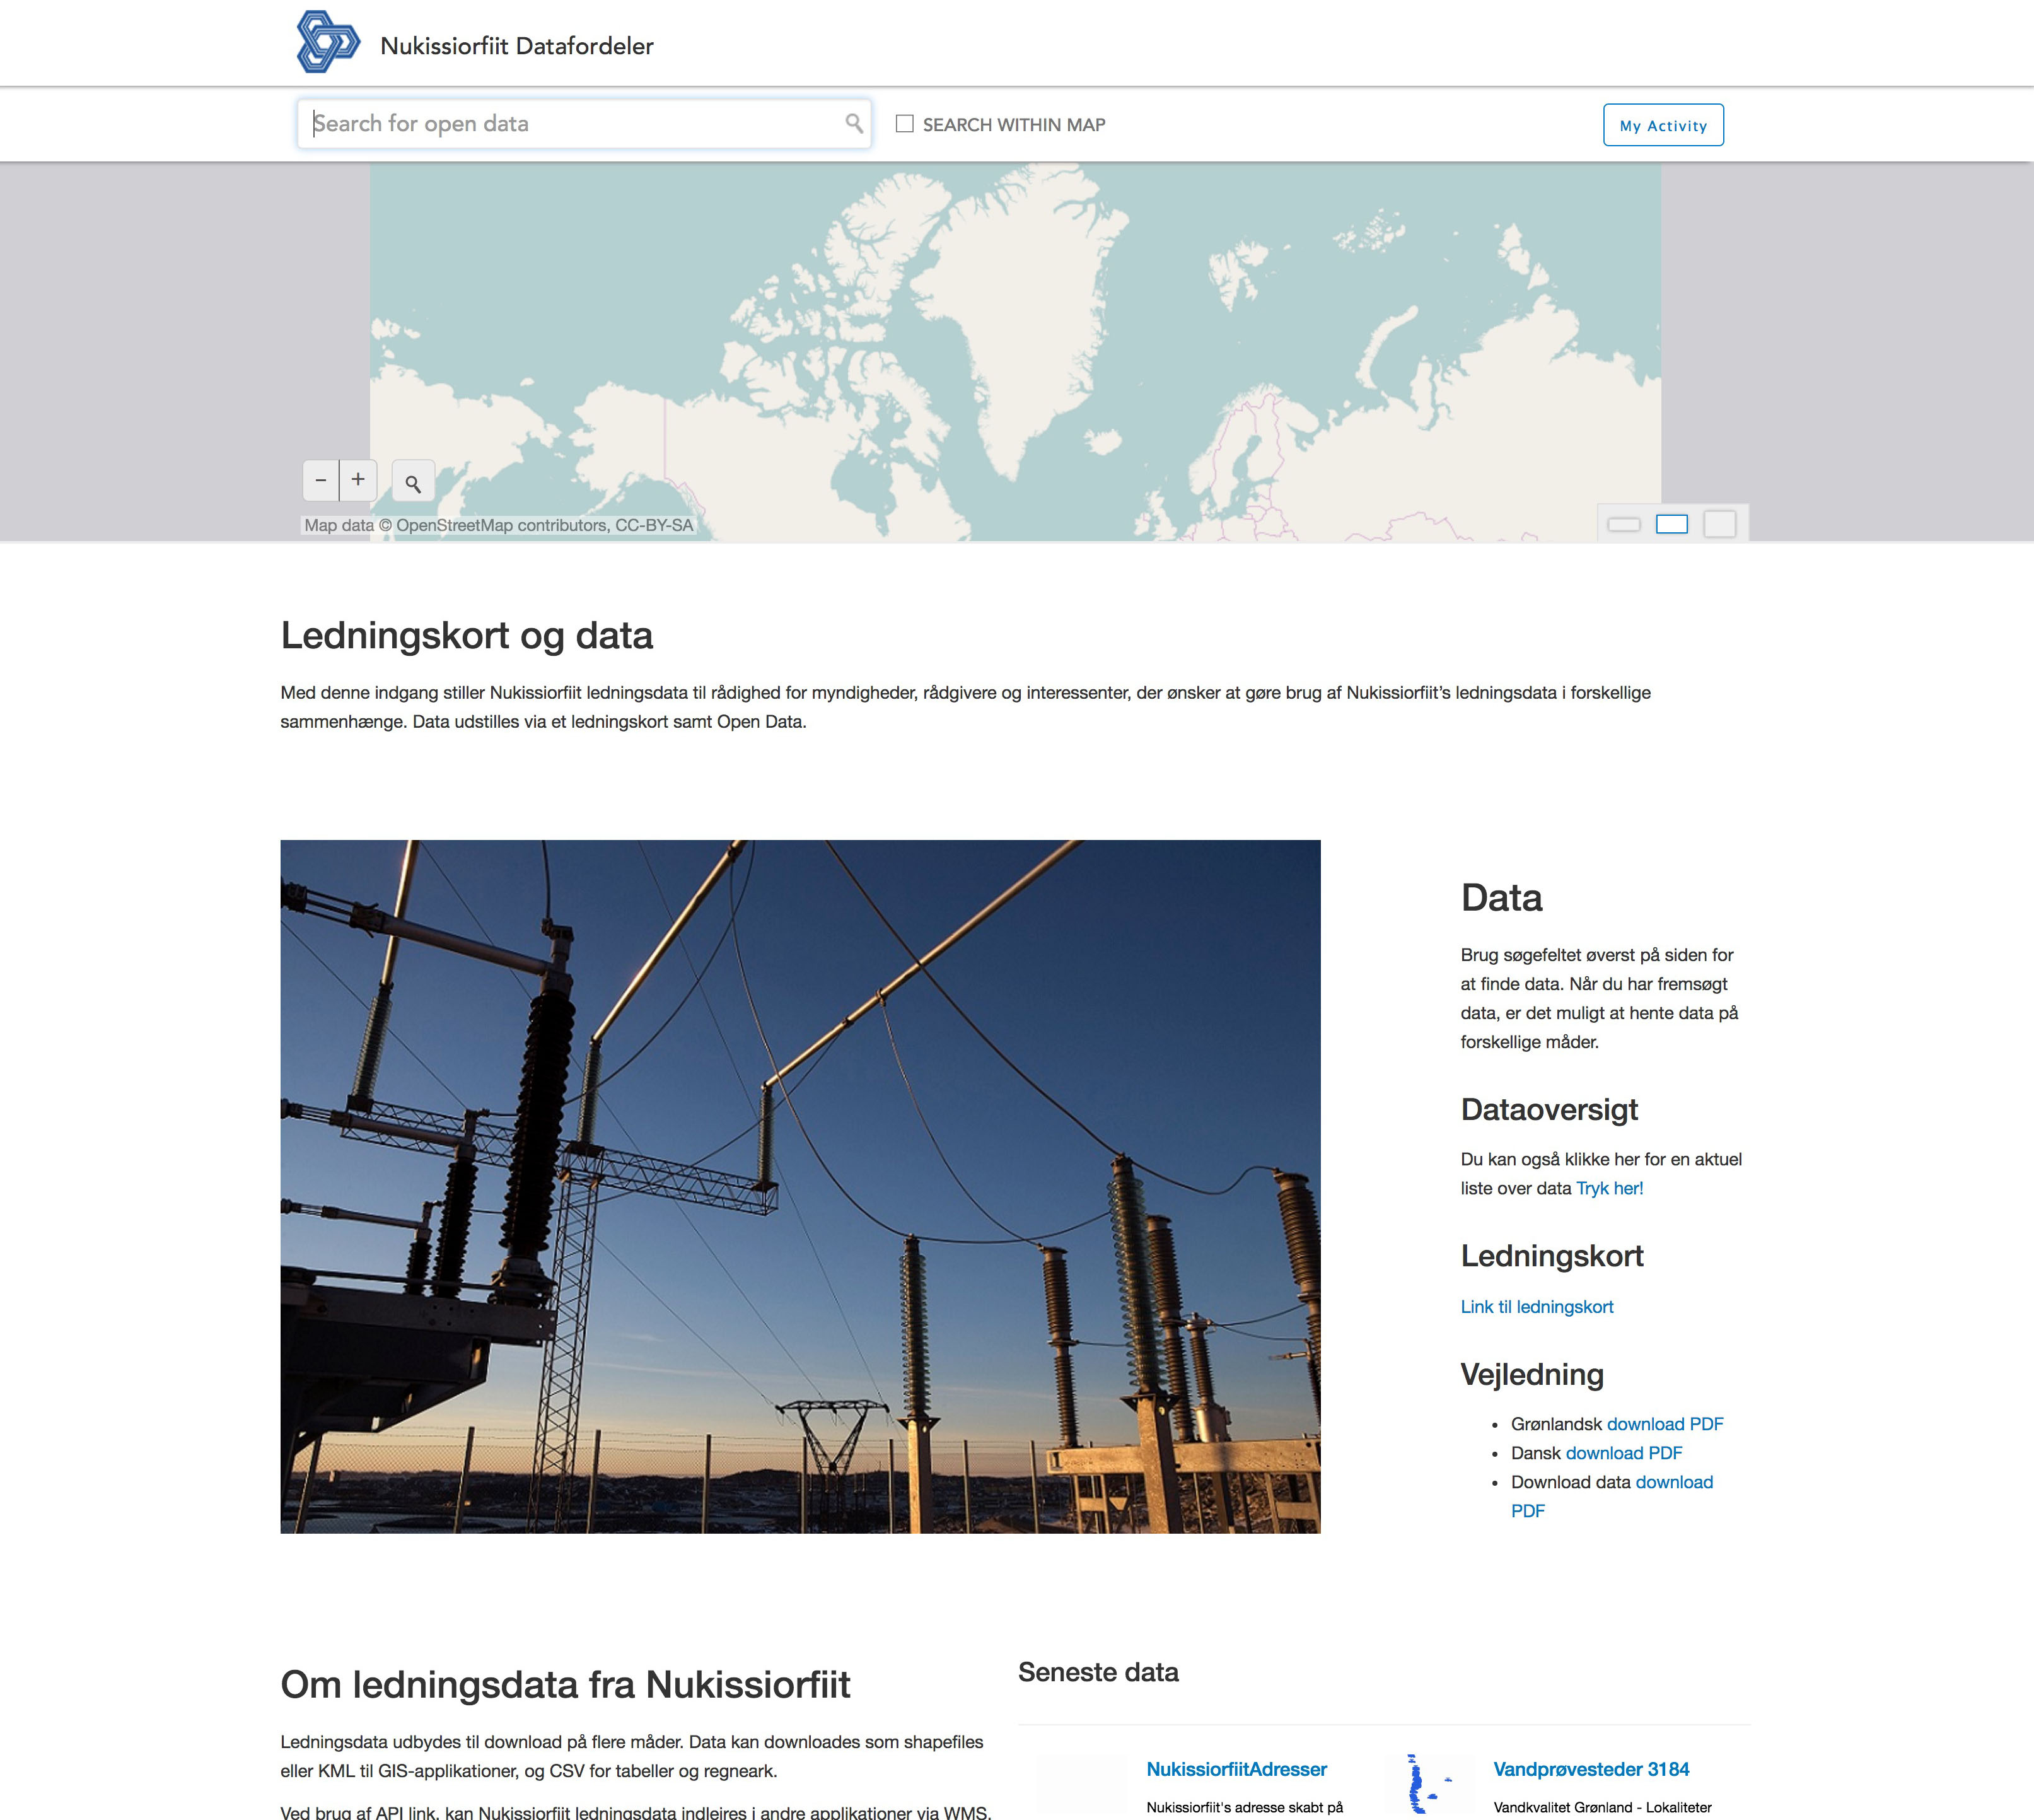 Nukissiorfiit Datafordeler
Search for open data
SEARCH WITHIN MAP
My Activity
− +
Map data © OpenStreetMap contributors, CC-BY-SA
Ledningskort og data
Med denne indgang stiller Nukissiorfiit ledningsdata til rådighed for myndigheder, rådgivere og interessenter, der ønsker at gøre brug af Nukissiorfiit’s ledningsdata i forskellige
sammenhænge. Data udstilles via et ledningskort samt Open Data.
Data
Brug søgefeltet øverst på siden for
at finde data. Når du har fremsøgt
data, er det muligt at hente data på
forskellige måder.
Dataoversigt
Du kan også klikke her for en aktuel
liste over data Tryk her!
Ledningskort
Link til ledningskort
Vejledning
• Grønlandsk download PDF
• Dansk download PDF
• Download data download
PDF
Om ledningsdata fra Nukissiorfiit
Ledningsdata udbydes til download på flere måder. Data kan downloades som shapefiles
eller KML til GIS-applikationer, og CSV for tabeller og regneark.
Ved brug af API link, kan Nukissiorfiit ledningsdata indlejres i andre applikationer via WMS,
Seneste data
NukissiorfiitAdresser
Nukissiorfiit's adresse skabt på
Vandprøvesteder 3184
Vandkvalitet Grønland - Lokaliteter